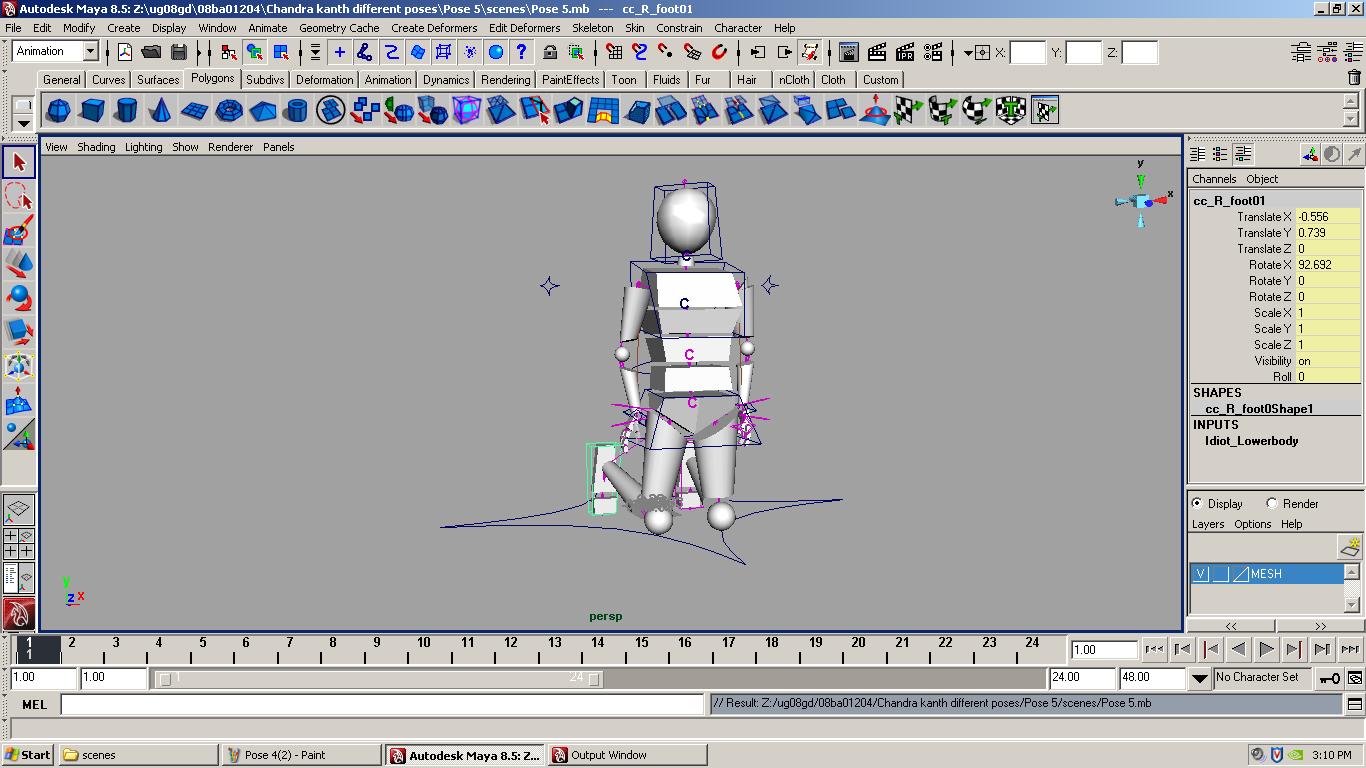 Autodesk Maya 8.5: Z:\ug08gd\08ba01204\Chandra kanth different poses\Pose 5\scenes\Pose 5.mb --- cc_R_foot01
File Edit Modify Create Display Window Animate Geometry Cache Create Deformers Edit Deformers Skeleton Skin Constrain Character Help
Animation X: Y: Z:
General Curves Surfaces Polygons Subdivs Deformation Animation Dynamics Rendering PaintEffects Toon Fluids Fur Hair nCloth Cloth Custom
View Shading Lighting Show Renderer Panels
Channels Object
cc_R_foot01
Translate X -0.556
Translate Y 0.739
Translate Z 0
Rotate X 92.692
Rotate Y 0
Rotate Z 0
Scale X 1
Scale Y 1
Scale Z 1
Visibility on
Roll 0
SHAPES
cc_R_foot0Shape1
INPUTS
Idiot_Lowerbody
y
x
C
C
C
C
Display Render
Layers Options Help
V MESH
y
z x
persp
<< >>
1 2 3 4 5 6 7 8 9 10 11 12 13 14 15 16 17 18 19 20 21 22 23 24
1 1.00
1.00 1.00 1 24 24.00 48.00 No Character Set
MEL // Result: Z:/ug08gd/08ba01204/Chandra kanth different poses/Pose 5/scenes/Pose 5.mb
Start scenes Pose 4(2) - Paint Autodesk Maya 8.5: Z:... Output Window 3:10 PM